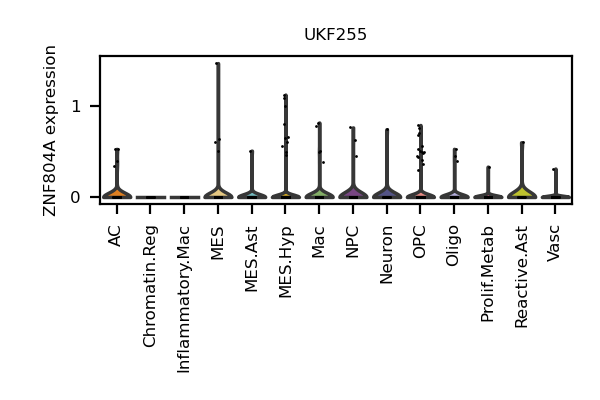 UKF255
ZNF804A expression
1
0
AC
Chromatin.Reg
Inflammatory.Mac
MES
MES.Ast
MES.Hyp
Mac
NPC
Neuron
OPC
Oligo
Prolif.Metab
Reactive.Ast
Vasc